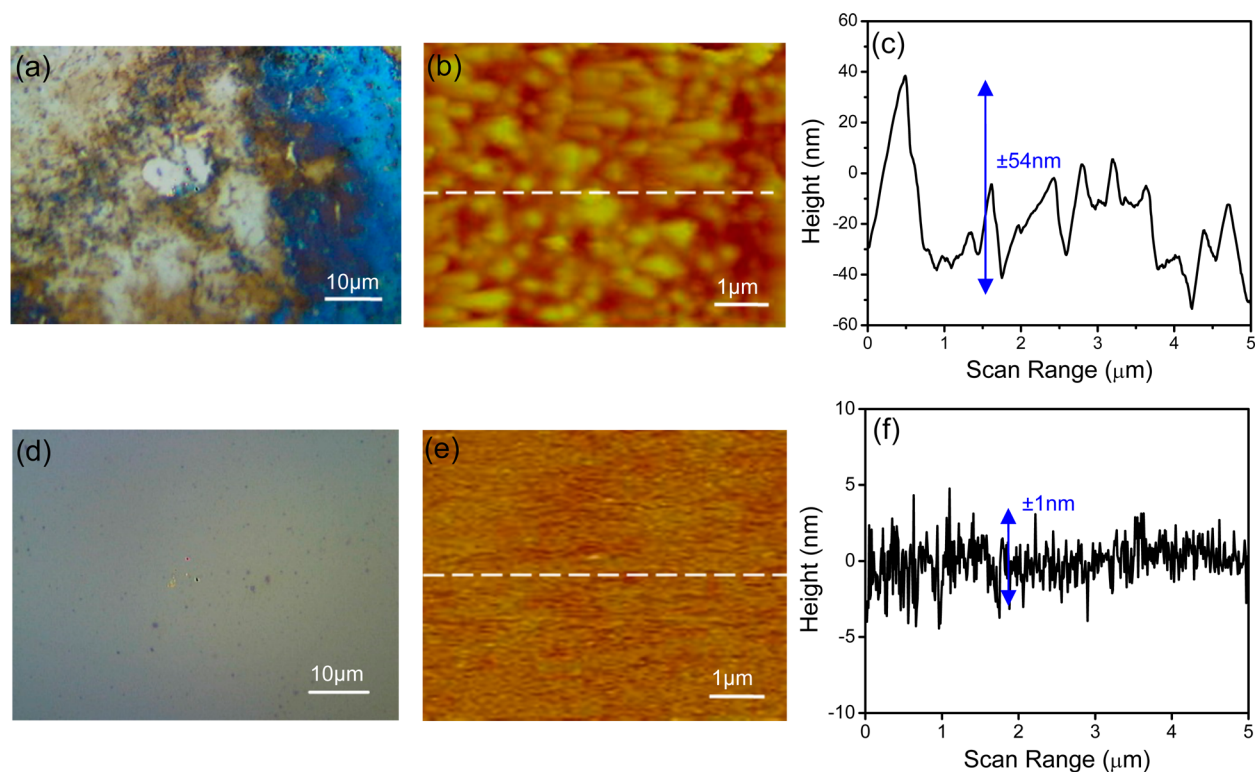 (a)
10μm
(b)
1μm
(c)
60
40
20
0
-20
-40
-60
Height (nm)
±54nm
0 1 2 3 4 5
Scan Range (μm)
(d)
10μm
(e)
1μm
(f)
10
5
0
-5
-10
Height (nm)
±1nm
0 1 2 3 4 5
Scan Range (μm)